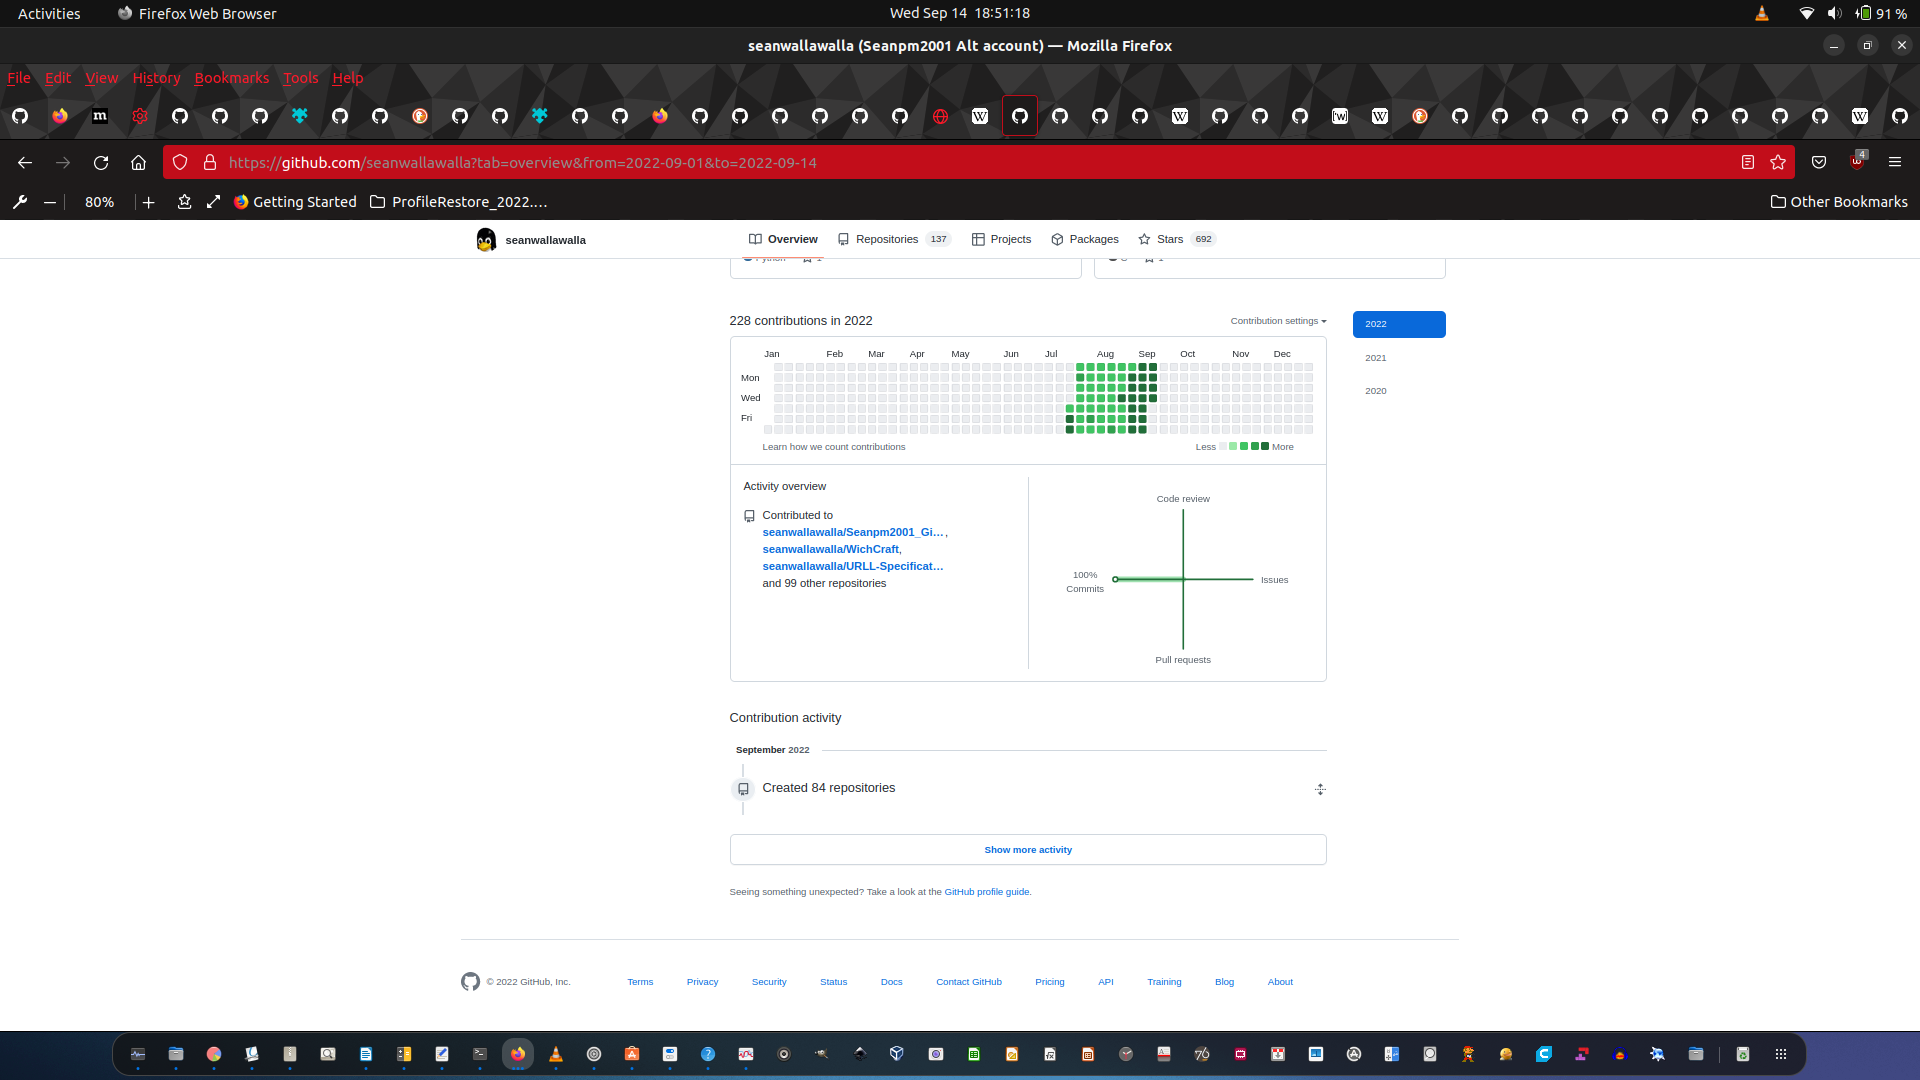 Activities Firefox Web Browser Wed Sep 14 18:51:18 91 %
seanwallawalla (Seanpm2001 Alt account) — Mozilla Firefox
File Edit View History Bookmarks Tools Help
https://github.com/seanwallawalla?tab=overview&from=2022-09-01&to=2022-09-14 4
80% Getting Started ProfileRestore_2022.... Other Bookmarks
seanwallawalla Overview Repositories 137 Projects Packages Stars 692
228 contributions in 2022 Contribution settings 2022
Jan Feb Mar Apr May Jun Jul Aug Sep Oct Nov Dec
2021
Mon
2020
Wed
Fri
Learn how we count contributions Less More
Activity overview
Code review
Contributed to
seanwallawalla/Seanpm2001_Gi…,
seanwallawalla/WichCraft,
seanwallawalla/URLL-Specificat…
and 99 other repositories
100%
Commits
Issues
Pull requests
Contribution activity
September 2022
Created 84 repositories
Show more activity
Seeing something unexpected? Take a look at the GitHub profile guide.
© 2022 GitHub, Inc. Terms Privacy Security Status Docs Contact GitHub Pricing API Training Blog About